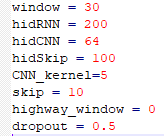 window = 30
hidRNN = 200
hidCNN = 64
hidSkip = 100
CNN_kernel=5
skip = 10
highway_window = 0
dropout = 0.5